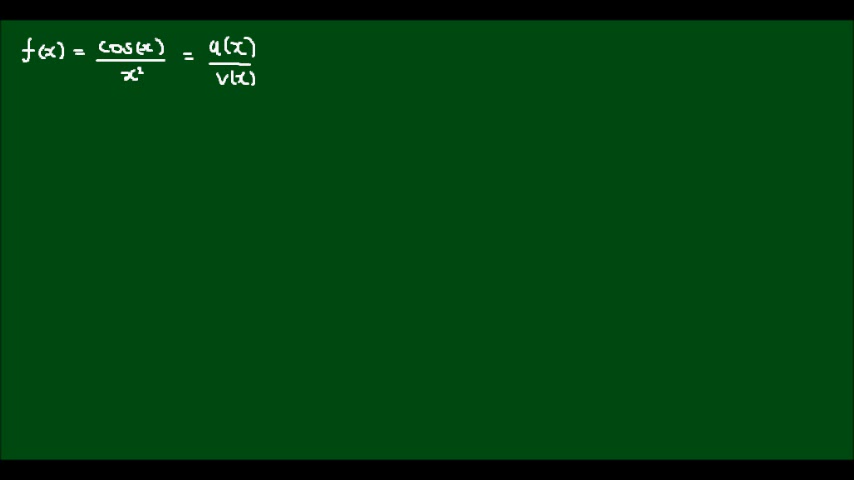 f(x) = cos(x)/x² = u(x)/v(x)